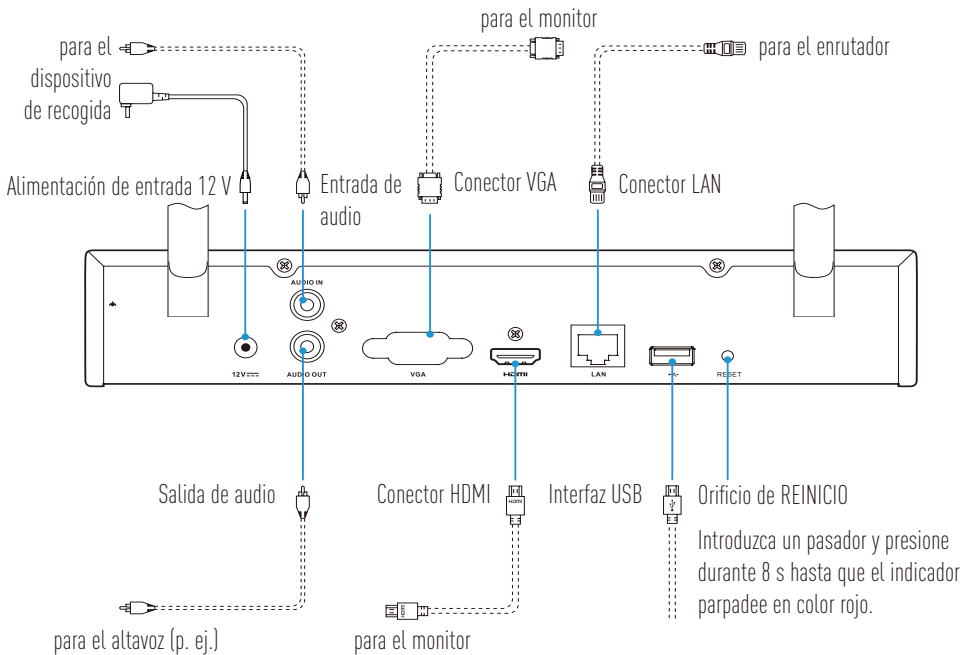 para el monitor
para el
dispositivo
de recogida
para el enrutador
Alimentación de entrada 12 V
Entrada de
audio
Conector VGA
Conector LAN
AUDIO IN
12V
AUDIO OUT
VGA
HDMI
LAN
RESET
Salida de audio
Conector HDMI
HDMI
Interfaz USB
Orificio de REINICIO
Introduzca un pasador y presione
durante 8 s hasta que el indicador
parpadee en color rojo.
HDMI
para el altavoz (p. ej.)
para el monitor